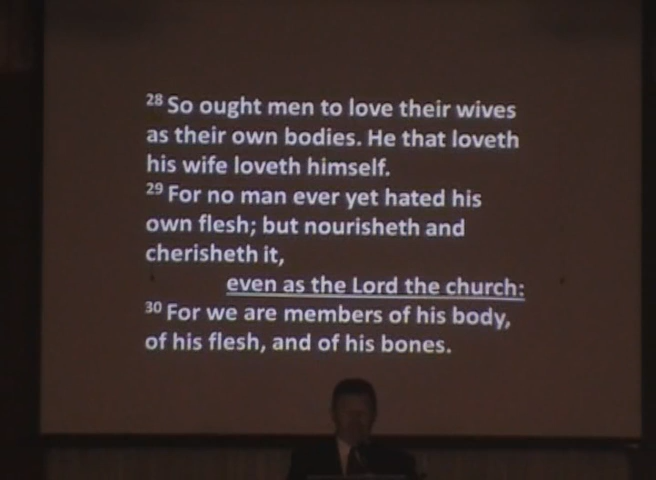 28 So ought men to love their wives
as their own bodies. He that loveth
his wife loveth himself.
29 For no man ever yet hated his
own flesh; but nourisheth and
cherisheth it,
even as the Lord the church:
30 For we are members of his body,
of his flesh, and of his bones.